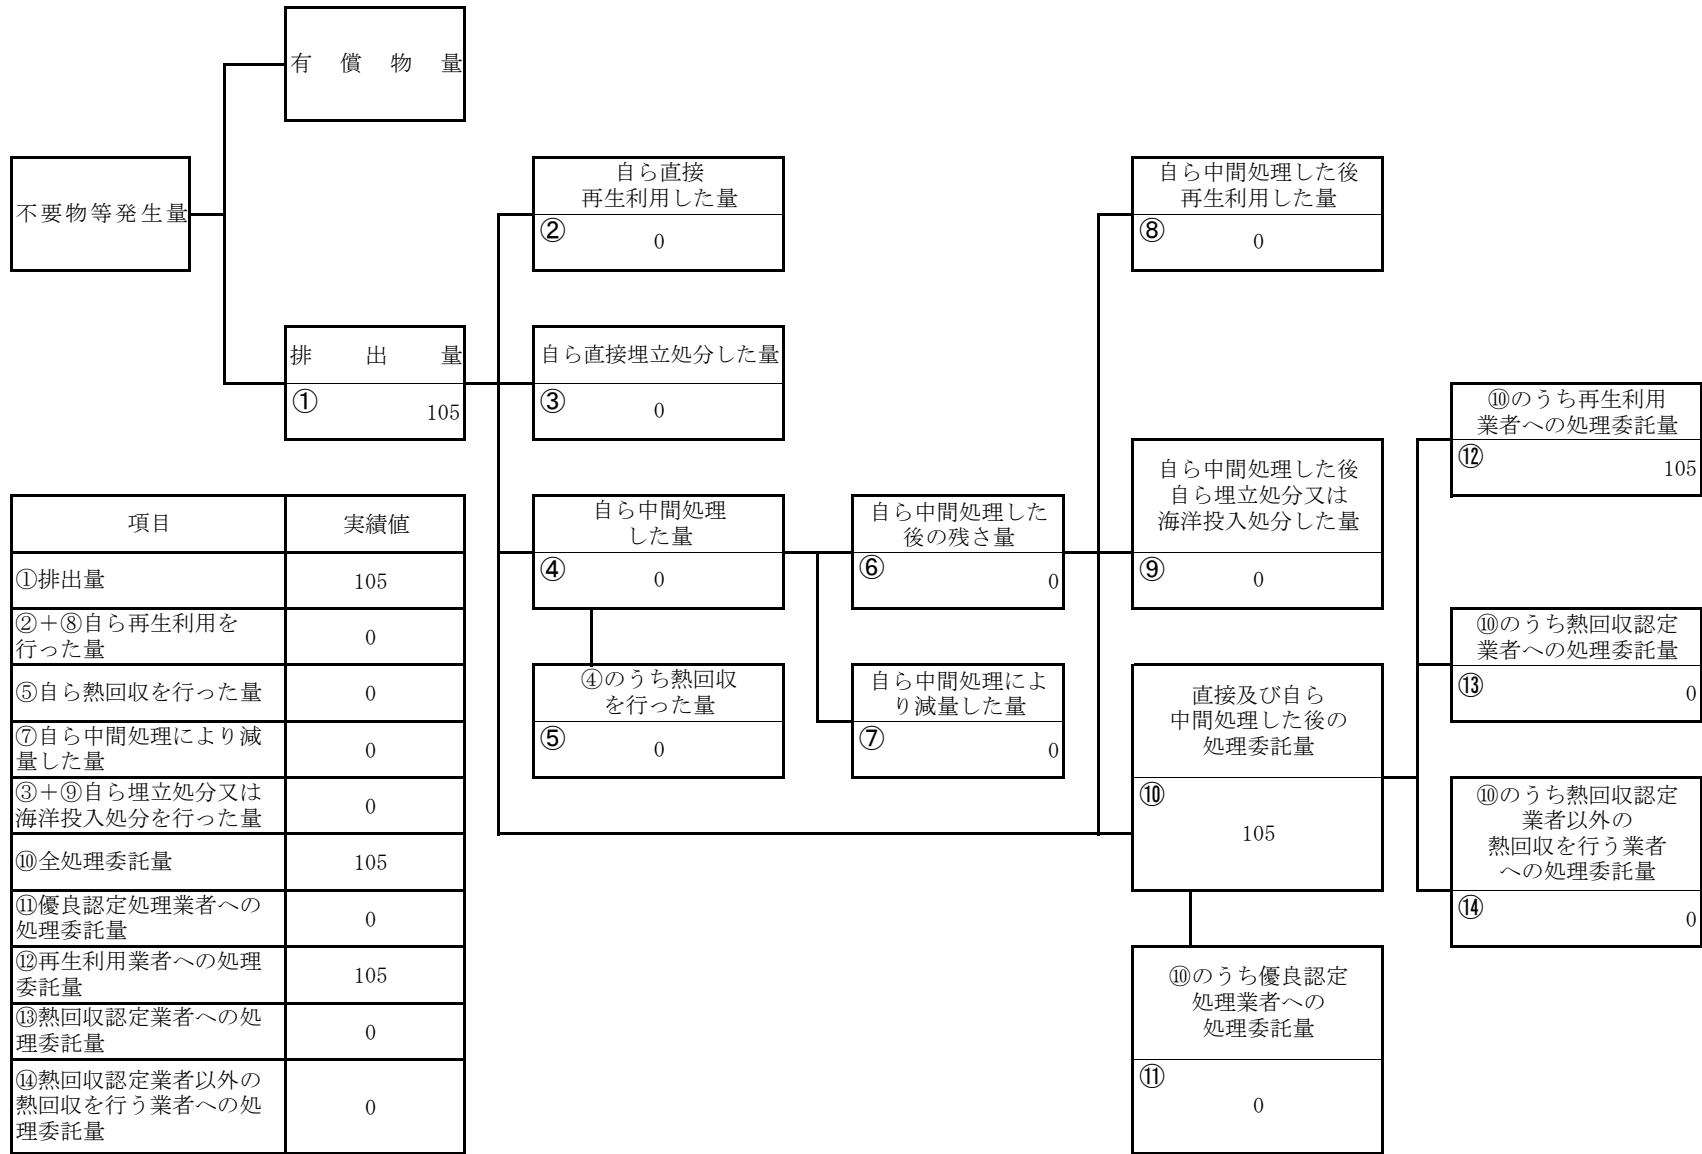 有償物量
不要物等発生量
排出量
①
105
自ら直接
再生利用した量
②
0
自ら直接埋立処分した量
③
0
自ら中間処理
した量
④
0
④のうち熱回収
を行った量
⑤
0
自ら中間処理した
後の残さ量
⑥
0
自ら中間処理によ
り減量した量
⑦
0
自ら中間処理した後
再生利用した量
⑧
0
自ら中間処理した後
自ら埋立処分又は
海洋投入処分した量
⑨
0
直接及び自ら
中間処理した後の
処理委託量
⑩
105
⑩のうち優良認定
処理業者への
処理委託量
⑪
0
⑩のうち再生利用
業者への処理委託量
⑫
105
⑩のうち熱回収認定
業者への処理委託量
⑬
0
⑩のうち熱回収認定
業者以外の
熱回収を行う業者
への処理委託量
⑭
0
項目 実績値
①排出量 105
②＋⑧自ら再生利用を
行った量 0
⑤自ら熱回収を行った量 0
⑦自ら中間処理により減
量した量 0
③＋⑨自ら埋立処分又は
海洋投入処分を行った量 0
⑩全処理委託量 105
⑪優良認定処理業者への
処理委託量 0
⑫再生利用業者への処理
委託量 105
⑬熱回収認定業者への処
理委託量 0
⑭熱回収認定業者以外の
熱回収を行う業者への処
理委託量 0